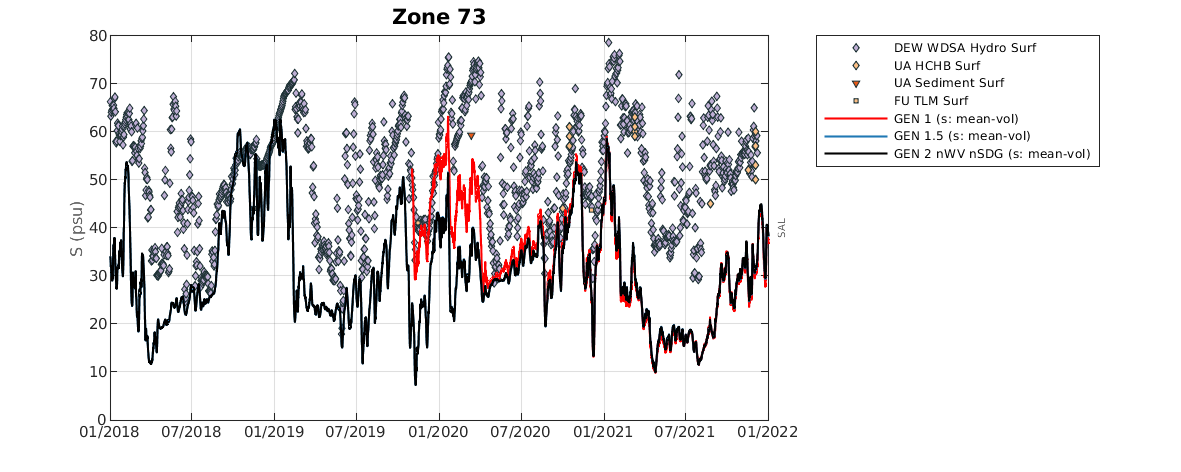 Zone 73
80
70
60
50
40
30
20
10
0
S (psu)
01/2018
07/2018
01/2019
07/2019
01/2020
07/2020
01/2021
07/2021
01/2022
SAL
DEW WDSA Hydro Surf
UA HCHB Surf
UA Sediment Surf
FU TLM Surf
GEN 1 (s: mean-vol)
GEN 1.5 (s: mean-vol)
GEN 2 nWV nSDG (s: mean-vol)